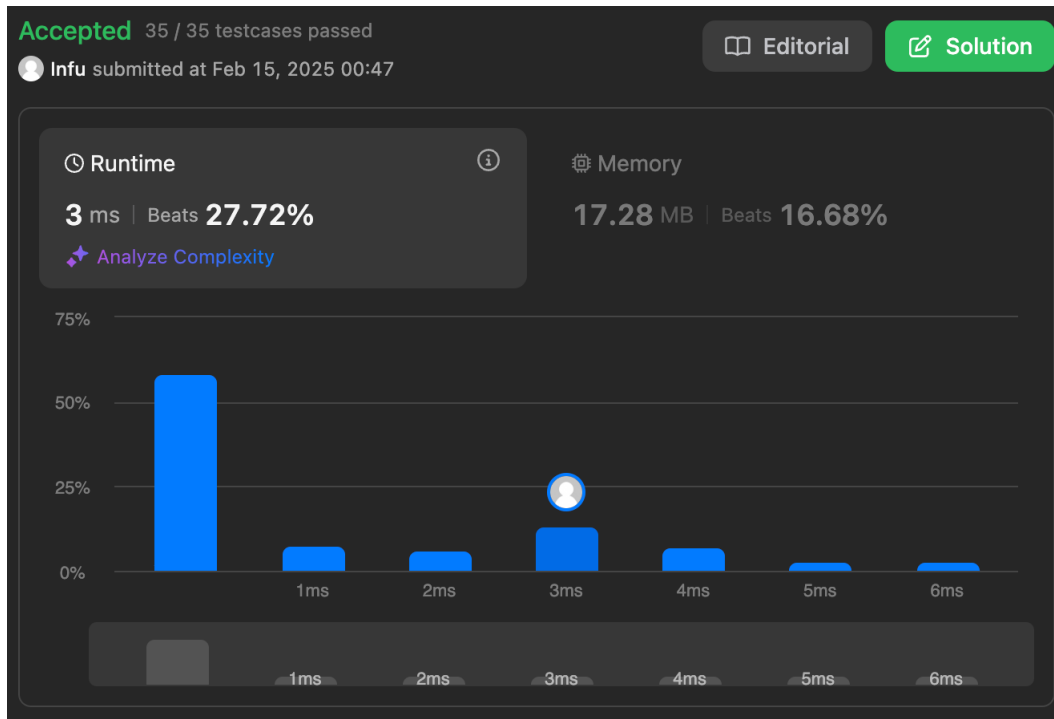 Accepted 35 / 35 testcases passed
Editorial
Solution
Infu submitted at Feb 15, 2025 00:47
Runtime
3 ms | Beats 27.72%
Analyze Complexity
Memory
17.28 MB | Beats 16.68%
75%
50%
25%
0%
1ms 2ms 3ms 4ms 5ms 6ms
1ms 2ms 3ms 4ms 5ms 6ms